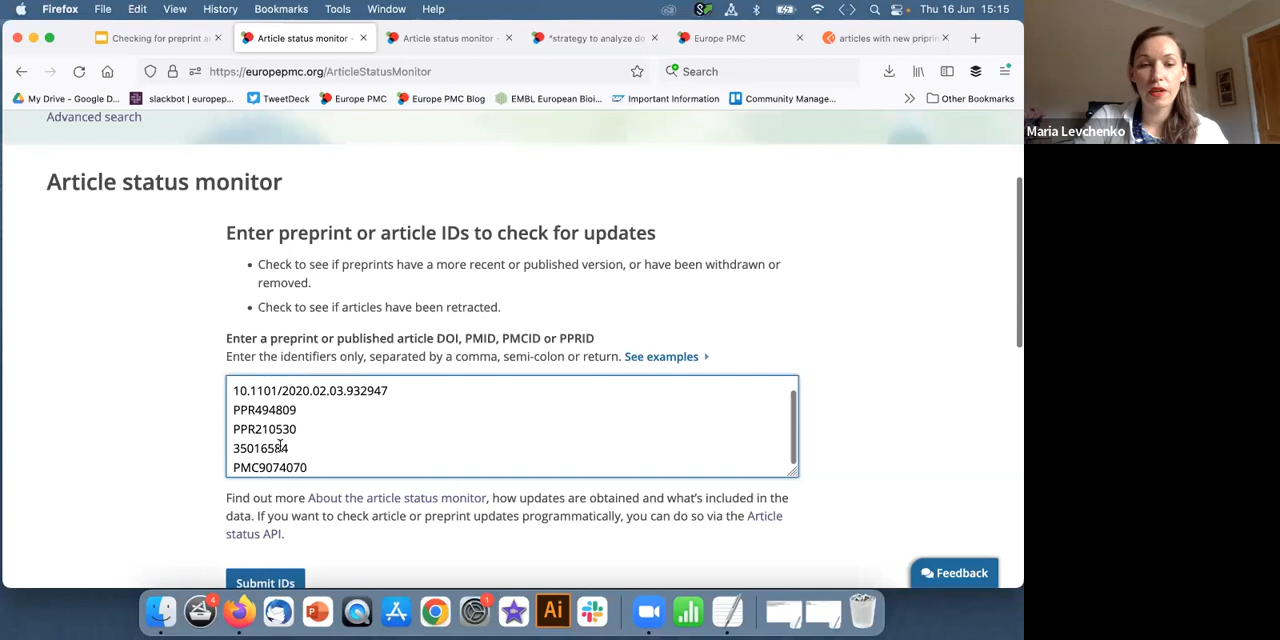 Firefox File Edit View History Bookmarks Tools Window Help Thu 16 Jun 15:15
Checking for preprint a Article status monitor - Article status monitor - "strategy to analyze do Europe PMC articles with new priprin
https://europepmc.org/ArticleStatusMonitor Search
My Drive - Google D... slackbot | europep... TweetDeck Europe PMC Europe PMC Blog EMBL European Bioi... Important Information Community Manage... Other Bookmarks
Advanced search
Maria Levchenko
Article status monitor
Enter preprint or article IDs to check for updates
• Check to see if preprints have a more recent or published version, or have been withdrawn or
removed.
• Check to see if articles have been retracted.
Enter a preprint or published article DOI, PMID, PMCID or PPRID
Enter the identifiers only, separated by a comma, semi-colon or return. See examples
10.1101/2020.02.03.932947
PPR494809
PPR210530
35016584
PMC9074070
Find out more About the article status monitor, how updates are obtained and what's included in the
data. If you want to check article or preprint updates programmatically, you can do so via the Article
status API.
Submit IDs
Feedback
4
1
Ai